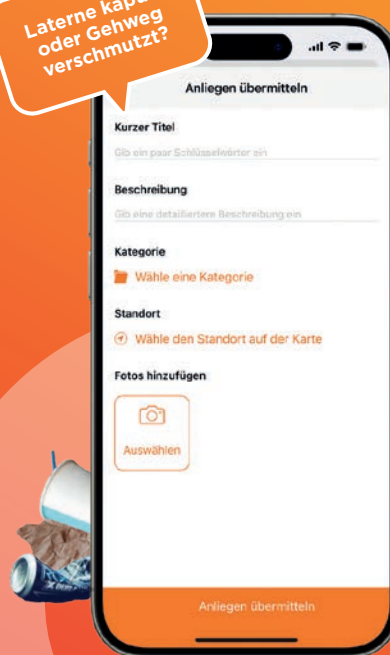 Laterne
oder Gehweg
verschmutzt?
Anliegen übermitteln
Kurzer Titel
Gib ein paar Schlüsselwörter ein
Beschreibung
Gib eine detailliertere Beschreibung ein
Kategorie
Wähle eine Kategorie
Standort
Wähle den Standort auf der Karte
Fotos hinzufügen
Auswählen
Anliegen übermitteln